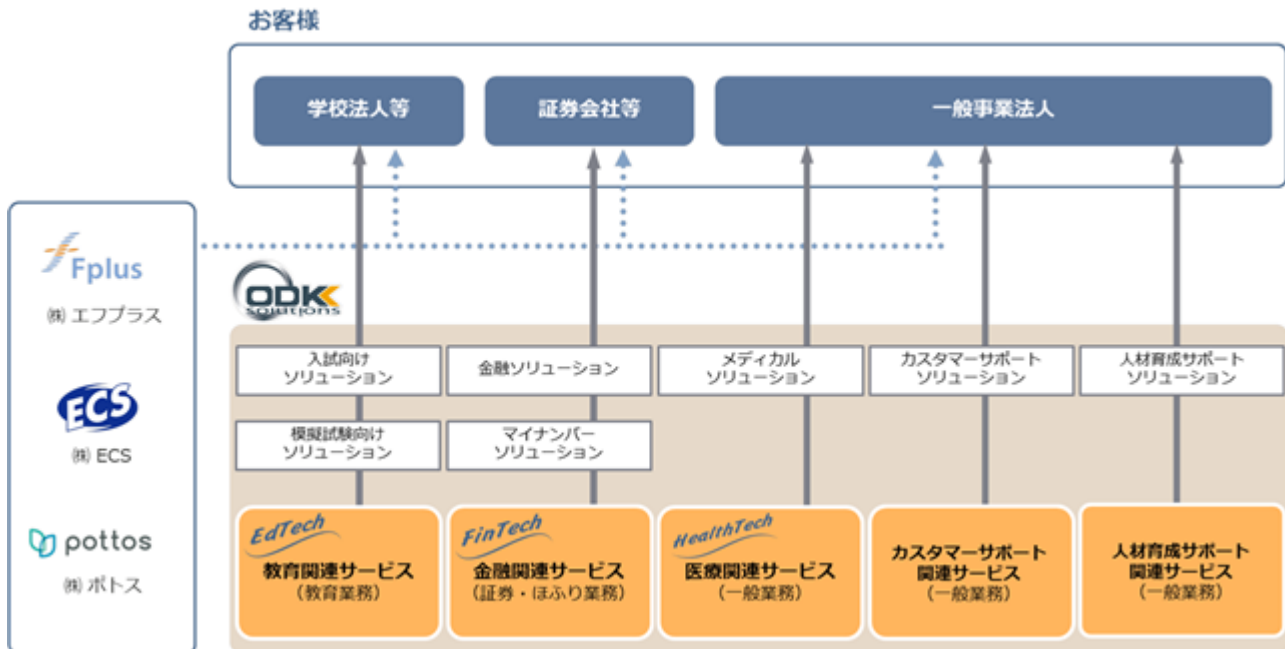 お客様
学校法人等
証券会社等
一般事業法人
Fplus
㈱ エフプラス
ECS
㈱ ECS
pottos
㈱ ポトス
ODK
solutions
入試向け
ソリューション
金融ソリューション
メディカル
ソリューション
カスタマーサポート
ソリューション
人材育成サポート
ソリューション
模擬試験向け
ソリューション
マイナンバー
ソリューション
EdTech
教育関連サービス
（教育業務）
FinTech
金融関連サービス
（証券・ほふり業務）
HealthTech
医療関連サービス
（一般業務）
カスタマーサポート
関連サービス
（一般業務）
人材育成サポート
関連サービス
（一般業務）